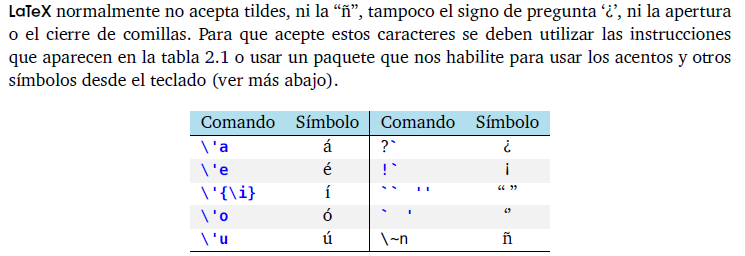 LaTeX normalmente no acepta tildes, ni la “ñ”, tampoco el signo de pregunta ‘¿’, ni la apertura
o el cierre de comillas. Para que acepte estos caracteres se deben utilizar las instrucciones
que aparecen en la tabla 2.1 o usar un paquete que nos habilite para usar los acentos y otros
símbolos desde el teclado (ver más abajo).
Comando Símbolo Comando Símbolo
\'a á ?` ¿
\'e é !` ¡
\'{\i} í `` '' “ ”
\'o ó ` ' ‘’
\'u ú \~n ñ